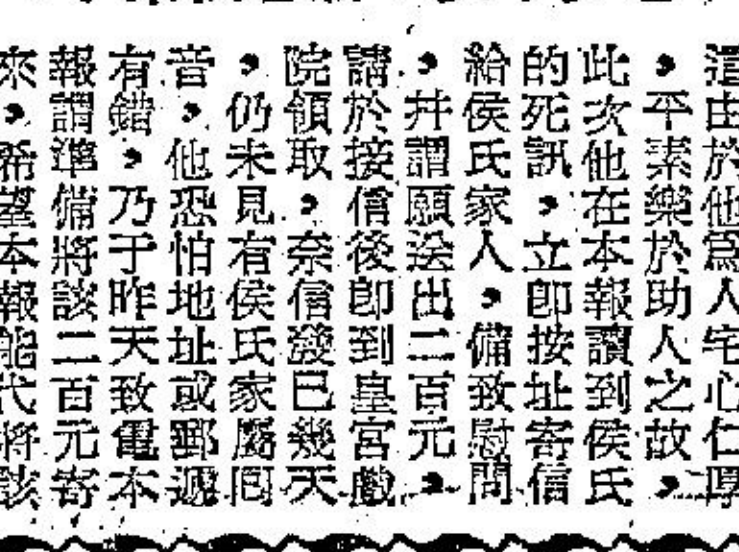 這由於他爲人宅心仁厚
，平素樂於助人之故，
此次他在本報讀到侯氏
的死訊，立卽按址寄信
給侯氏家人，備致慰問
，幷謂願送出二百元，
請於接信後卽到皇宮戲
院領取，奈信發已幾天
，仍未見有侯氏家屬囘
音，他恐怕地址或郵遞
有錯，乃于昨天致電本
報謂準備將該二百元寄
來，希望本報能代將該